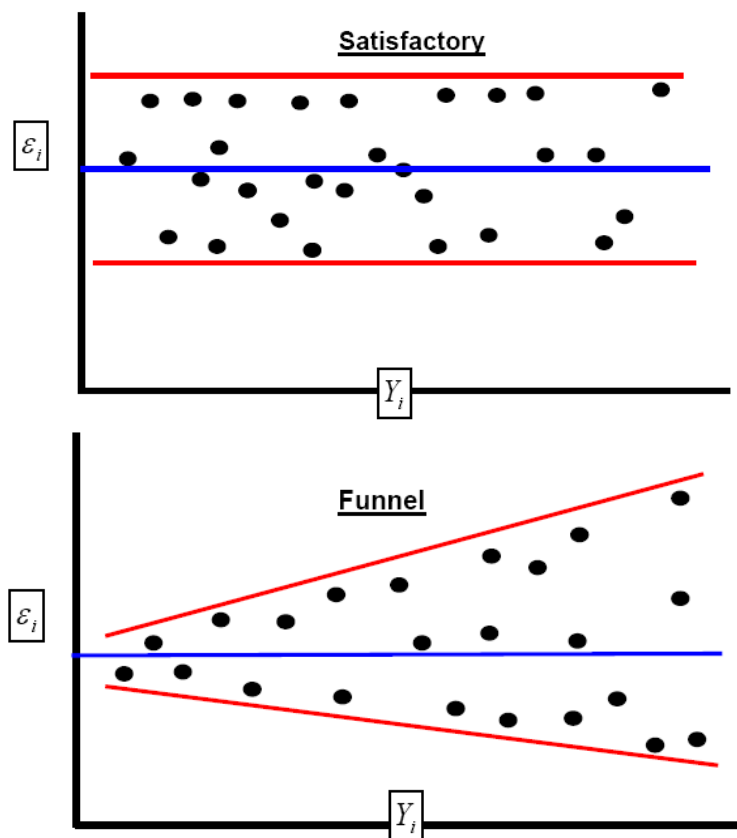 Satisfactory
εᵢ
Yᵢ
Funnel
εᵢ
Yᵢ